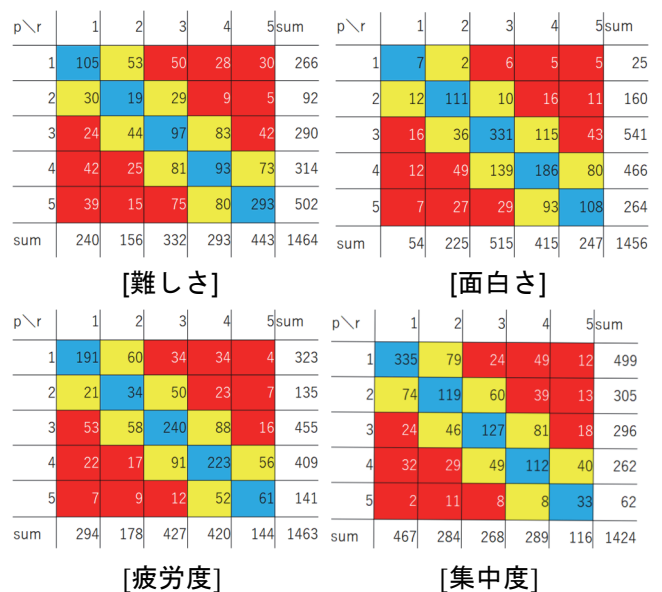 p＼r 1 2 3 4 5 sum
1 105 53 50 28 30 266
2 30 19 29 9 5 92
3 24 44 97 83 42 290
4 42 25 81 93 73 314
5 39 15 75 80 293 502
sum 240 156 332 293 443 1464
[難しさ]
p＼r 1 2 3 4 5 sum
1 7 2 6 5 5 25
2 12 111 10 16 11 160
3 16 36 331 115 43 541
4 12 49 139 186 80 466
5 7 27 29 93 108 264
sum 54 225 515 415 247 1456
[面白さ]
p＼r 1 2 3 4 5 sum
1 191 60 34 34 4 323
2 21 34 50 23 7 135
3 53 58 240 88 16 455
4 22 17 91 223 56 409
5 7 9 12 52 61 141
sum 294 178 427 420 144 1463
[疲労度]
p＼r 1 2 3 4 5 sum
1 335 79 24 49 12 499
2 74 119 60 39 13 305
3 24 46 127 81 18 296
4 32 29 49 112 40 262
5 2 11 8 8 33 62
sum 467 284 268 289 116 1424
[集中度]